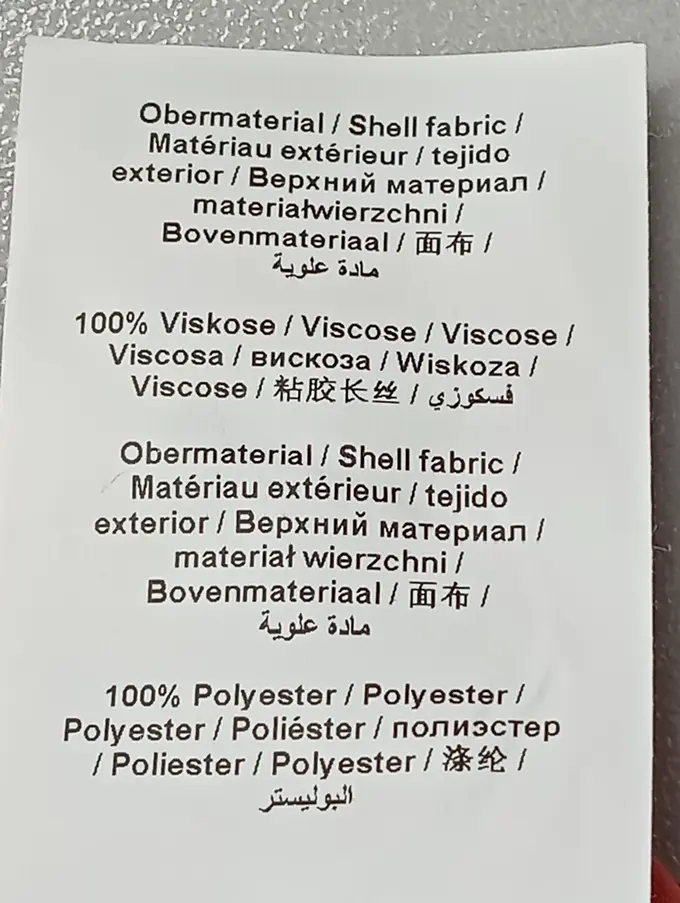 Obermaterial / Shell fabric /
Matériau extérieur / tejido
exterior / Верхний материал /
materiałwierzchni /
Bovenmateriaal / 面布 /
مادة علوية
100% Viskose / Viscose / Viscose /
Viscosa / вискоза / Wiskoza /
Viscose / 粘胶长丝 / فسكوزي
Obermaterial / Shell fabric /
Matériau extérieur / tejido
exterior / Верхний материал /
materiał wierzchni /
Bovenmateriaal / 面布 /
مادة علوية
100% Polyester / Polyester /
Polyester / Poliéster / полиэстер
/ Poliester / Polyester / 涤纶 /
البوليستر